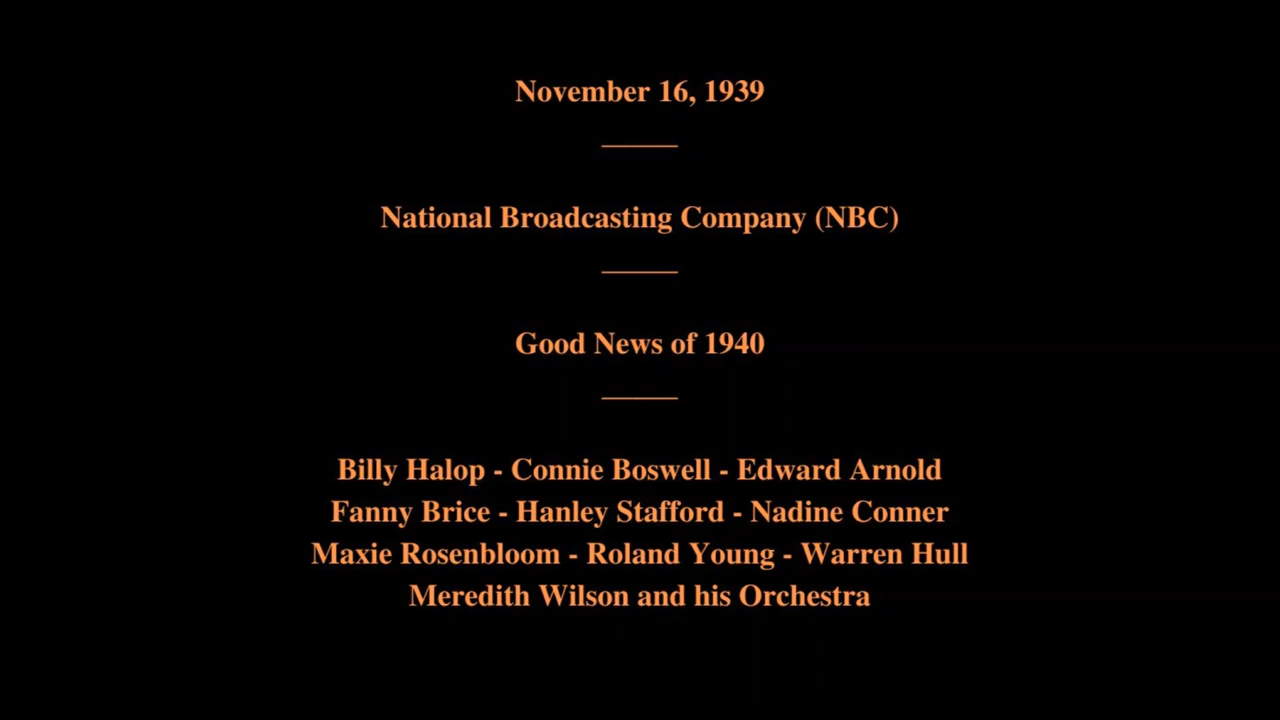 November 16, 1939
National Broadcasting Company (NBC)
Good News of 1940
Billy Halop - Connie Boswell - Edward Arnold
Fanny Brice - Hanley Stafford - Nadine Conner
Maxie Rosenbloom - Roland Young - Warren Hull
Meredith Wilson and his Orchestra